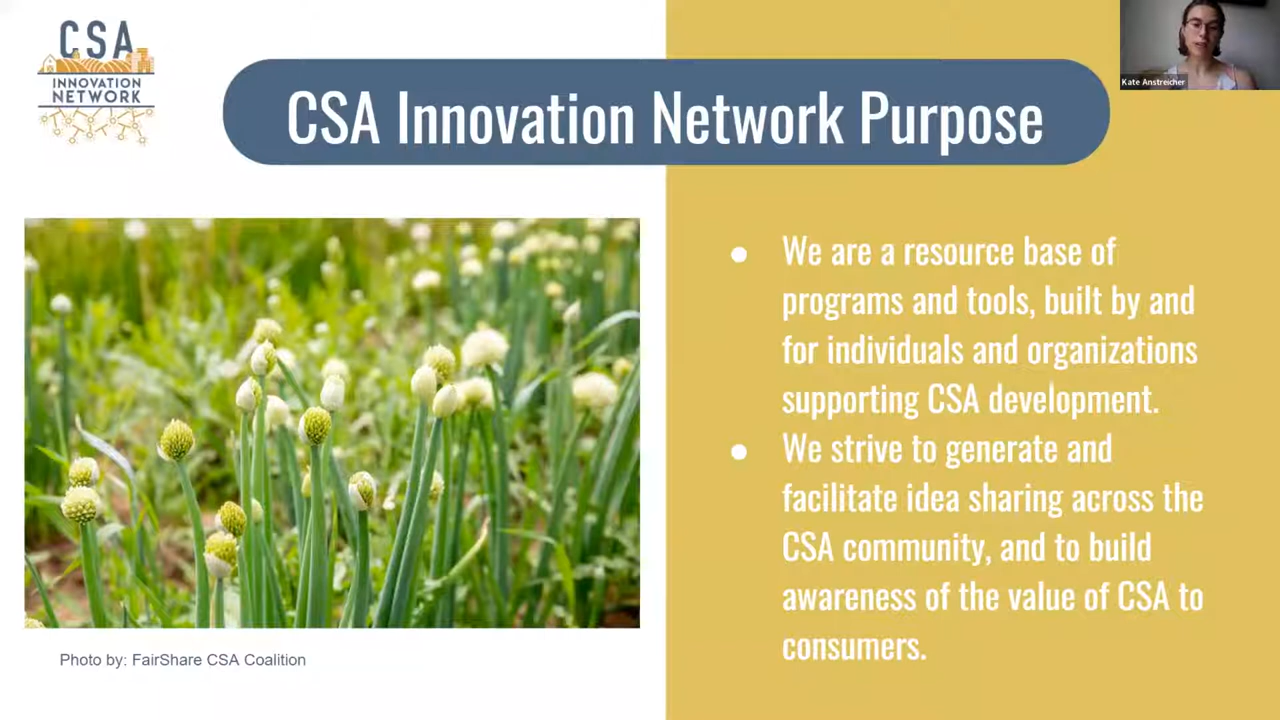 CSA
INNOVATION
NETWORK
CSA Innovation Network Purpose
Kate Anstreicher
● We are a resource base of
programs and tools, built by and
for individuals and organizations
supporting CSA development.
● We strive to generate and
facilitate idea sharing across the
CSA community, and to build
awareness of the value of CSA to
consumers.
Photo by: FairShare CSA Coalition